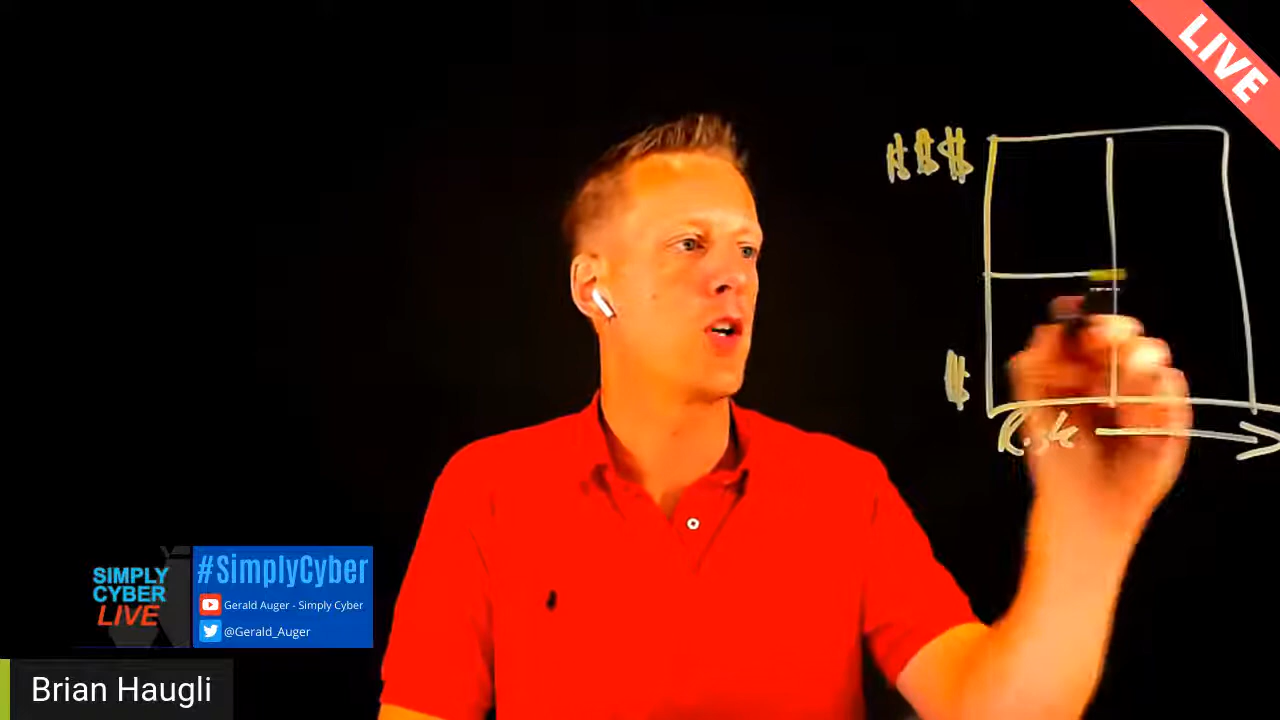 LIVE
$$$
$
Risk
SIMPLY
CYBER
LIVE
#SimplyCyber
Gerald Auger - Simply Cyber
@Gerald_Auger
Brian Haugli